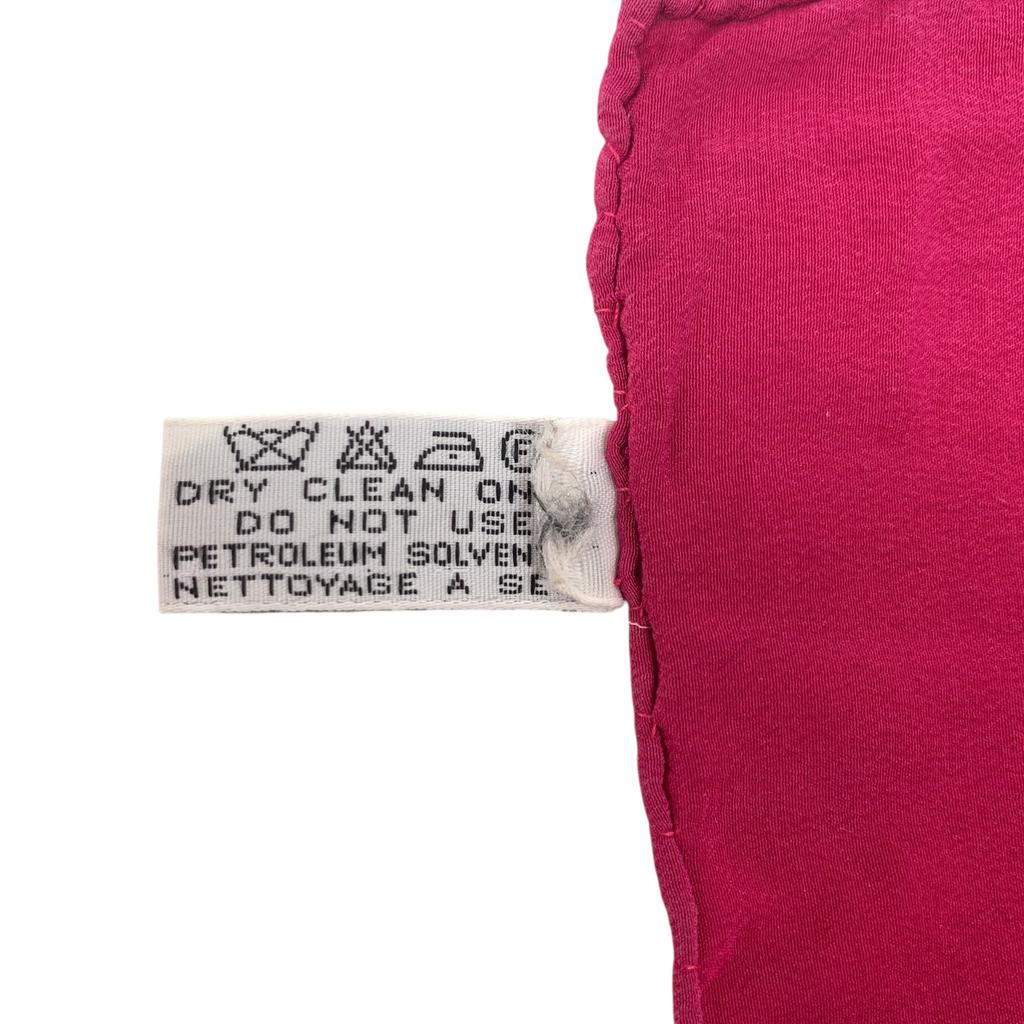 DRY CLEAN ON
DO NOT USE
PETROLEUM SOLVEN
NETTOYAGE A SE